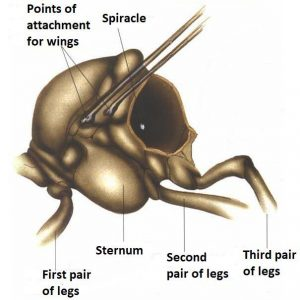 Points of
attachment
for wings
Spiracle
Sternum
First pair
of legs
Second
pair of legs
Third pair
of legs